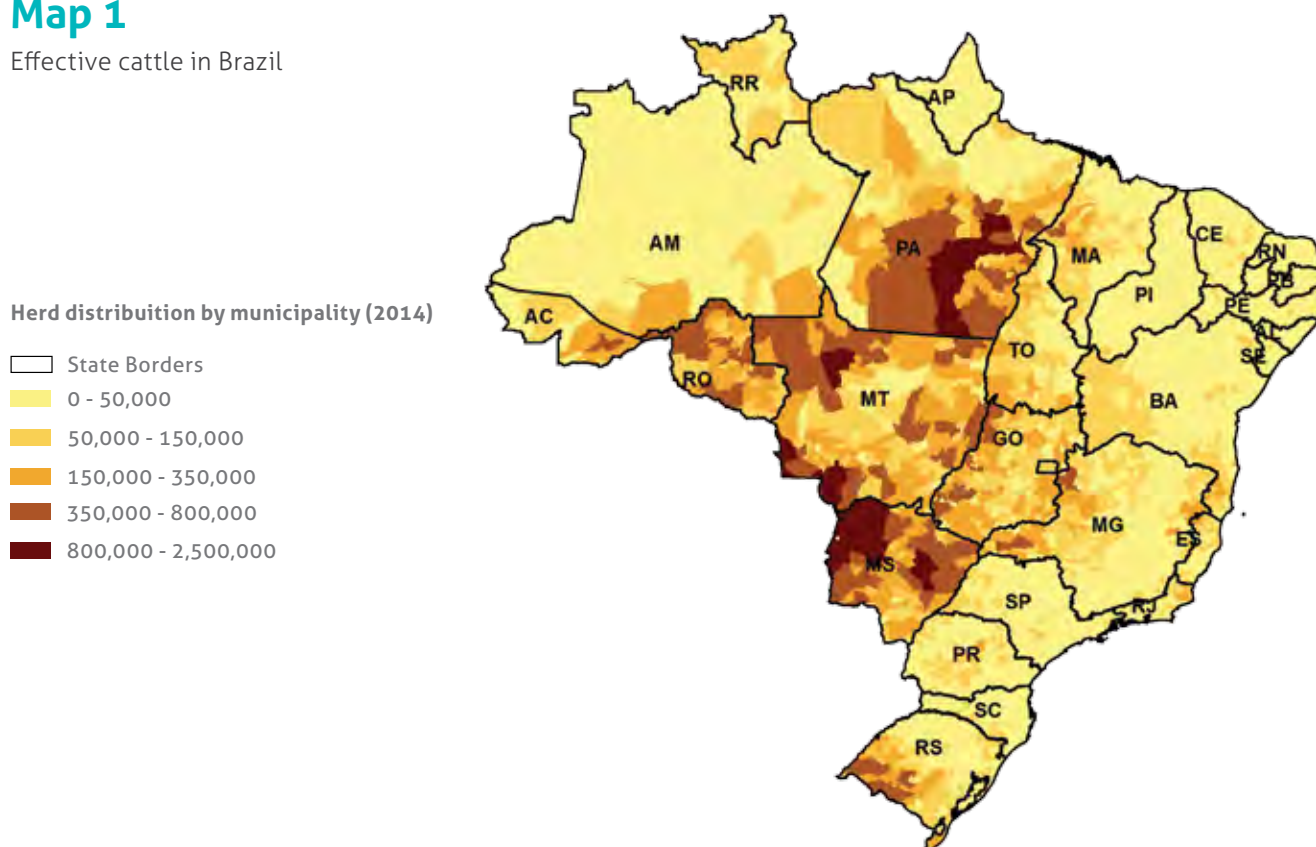 Map 1
Effective cattle in Brazil
Herd distribuition by municipality (2014)
State Borders
0 - 50,000
50,000 - 150,000
150,000 - 350,000
350,000 - 800,000
800,000 - 2,500,000
RR
AP
AM
PA
MA
CE
RN
PB
PI
PE
AC
AL
TO
SE
RO
MT
BA
GO
MG
ES
MS
SP
RJ
PR
SC
RS